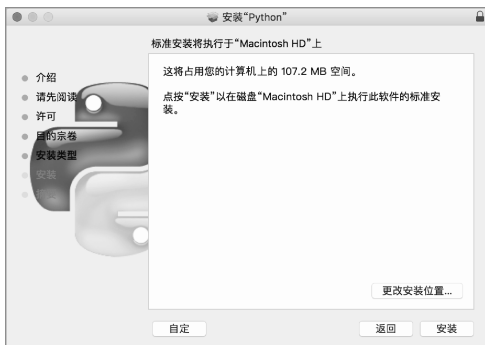 安装“Python”
标准安装将执行于“Macintosh HD”上
介绍
请先阅读
许可
目的宗卷
安装类型
安装
这将占用您的计算机上的 107.2 MB 空间。
点按“安装”以在磁盘“Macintosh HD”上执行此软件的标准安
装。
更改安装位置...
自定
返回
安装